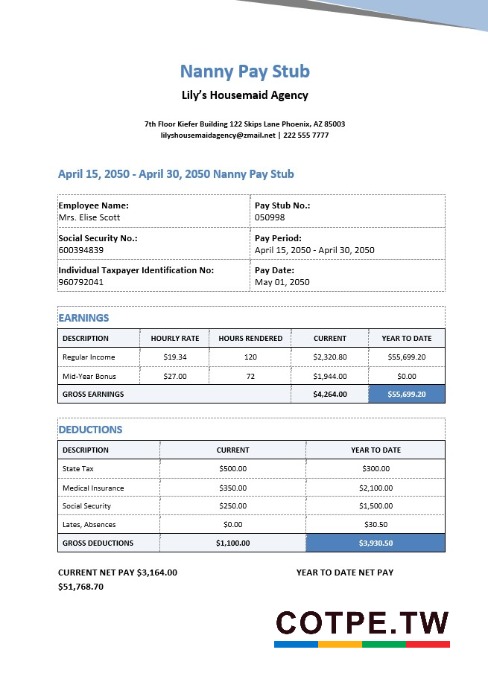 Nanny Pay Stub
Lily's Housemaid Agency
7th Floor Kiefer Building 122 Skips Lane Phoenix, AZ 85003
lilyshousemaidagency@zmail.net | 222 555 7777
April 15, 2050 - April 30, 2050 Nanny Pay Stub
Employee Name: Pay Stub No.:
Mrs. Elise Scott 050998
Social Security No.: Pay Period:
600394839 April 15, 2050 - April 30, 2050
Individual Taxpayer Identification No: Pay Date:
960792041 May 01, 2050
EARNINGS
DESCRIPTION HOURLY RATE HOURS RENDERED CURRENT YEAR TO DATE
Regular Income $19.34 120 $2,320.80 $55,699.20
Mid-Year Bonus $27.00 72 $1,944.00 $0.00
GROSS EARNINGS $4,264.00 $55,699.20
DEDUCTIONS
DESCRIPTION CURRENT YEAR TO DATE
State Tax $500.00 $300.00
Medical Insurance $350.00 $2,100.00
Social Security $250.00 $1,500.00
Lates, Absences $0.00 $30.50
GROSS DEDUCTIONS $1,100.00 $3,930.50
CURRENT NET PAY $3,164.00 YEAR TO DATE NET PAY
$51,768.70
COTPE.TW